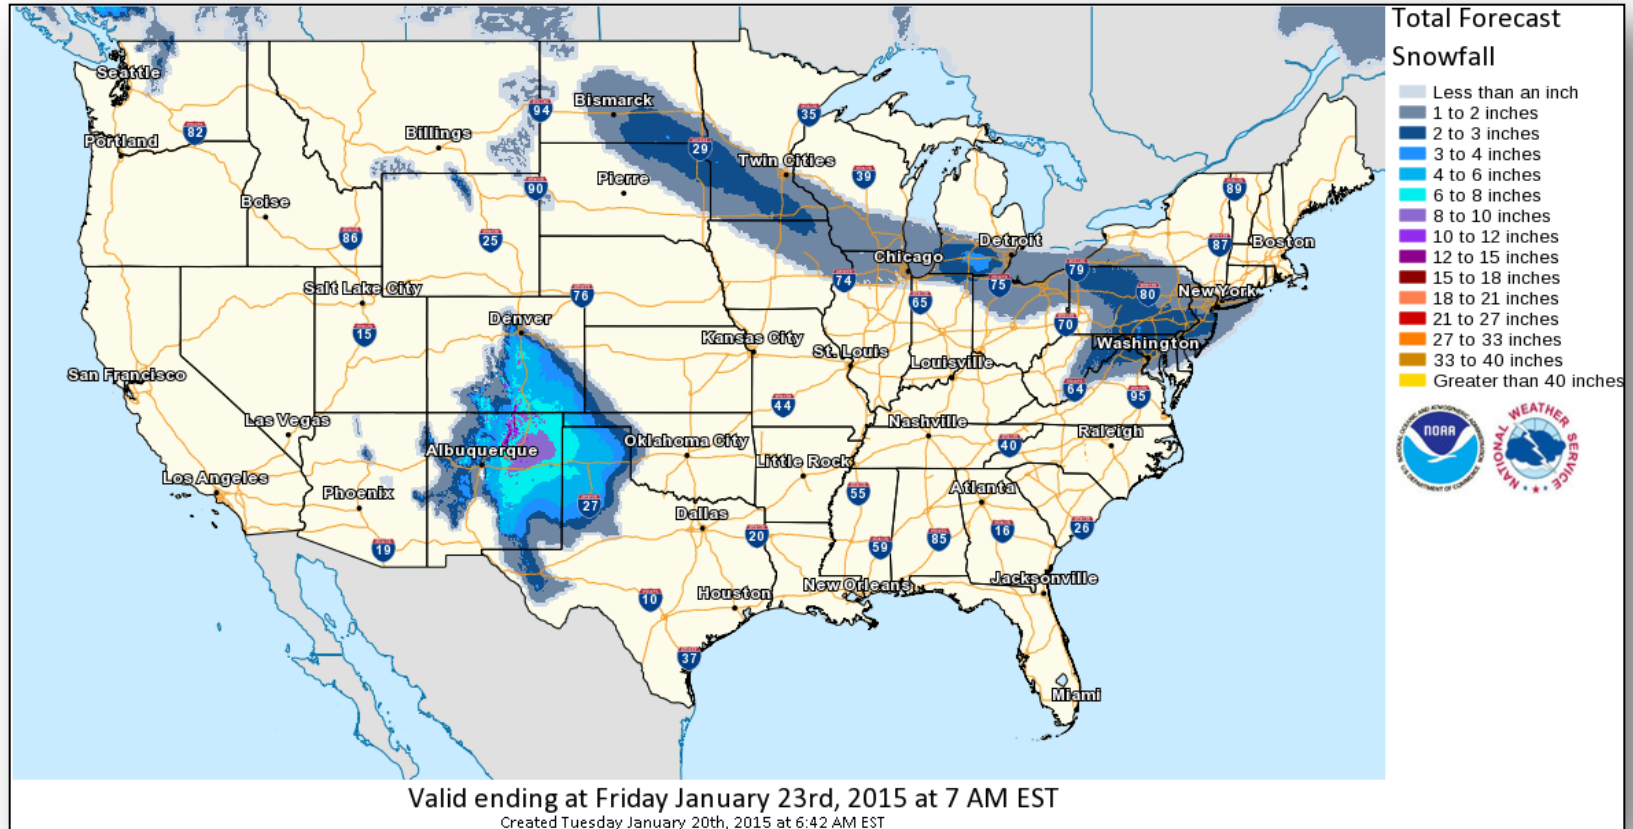 Total Forecast
Snowfall
Less than an inch
1 to 2 inches
2 to 3 inches
3 to 4 inches
4 to 6 inches
6 to 8 inches
8 to 10 inches
10 to 12 inches
12 to 15 inches
15 to 18 inches
18 to 21 inches
21 to 27 inches
27 to 33 inches
33 to 40 inches
Greater than 40 inches
NOAA
NATIONAL WEATHER SERVICE
Seattle
Portland
82
Billings
94
Bismarck
29
35
Twin Cities
39
Boise
86
25
90
Pierre
89
87
Boston
Detroit
Chicago
79
74
75
80
New York
65
Salt Lake City
15
76
Denver
70
Kansas City
St. Louis
Louisville
Washington
San Francisco
64
95
44
Las Vegas
Nashville
40
Raleigh
Albuquerque
Oklahoma City
Little Rock
Los Angeles
Phoenix
27
55
Atlanta
Dallas
20
59
85
16
26
19
10
Houston
New Orleans
Jacksonville
37
Miami
Valid ending at Friday January 23rd, 2015 at 7 AM EST
Created Tuesday January 20th, 2015 at 6:42 AM EST